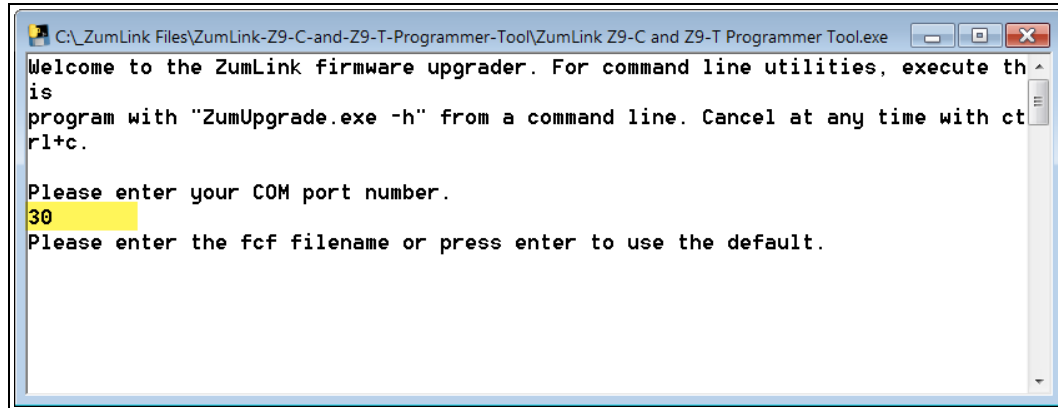 C:\_ZumLink Files\ZumLink-Z9-C-and-Z9-T-Programmer-Tool\ZumLink Z9-C and Z9-T Programmer Tool.exe
Welcome to the ZumLink firmware upgrader. For command line utilities, execute th
is
program with "ZumUpgrade.exe -h" from a command line. Cancel at any time with ct
rl+c.
Please enter your COM port number.
30
Please enter the fcf filename or press enter to use the default.